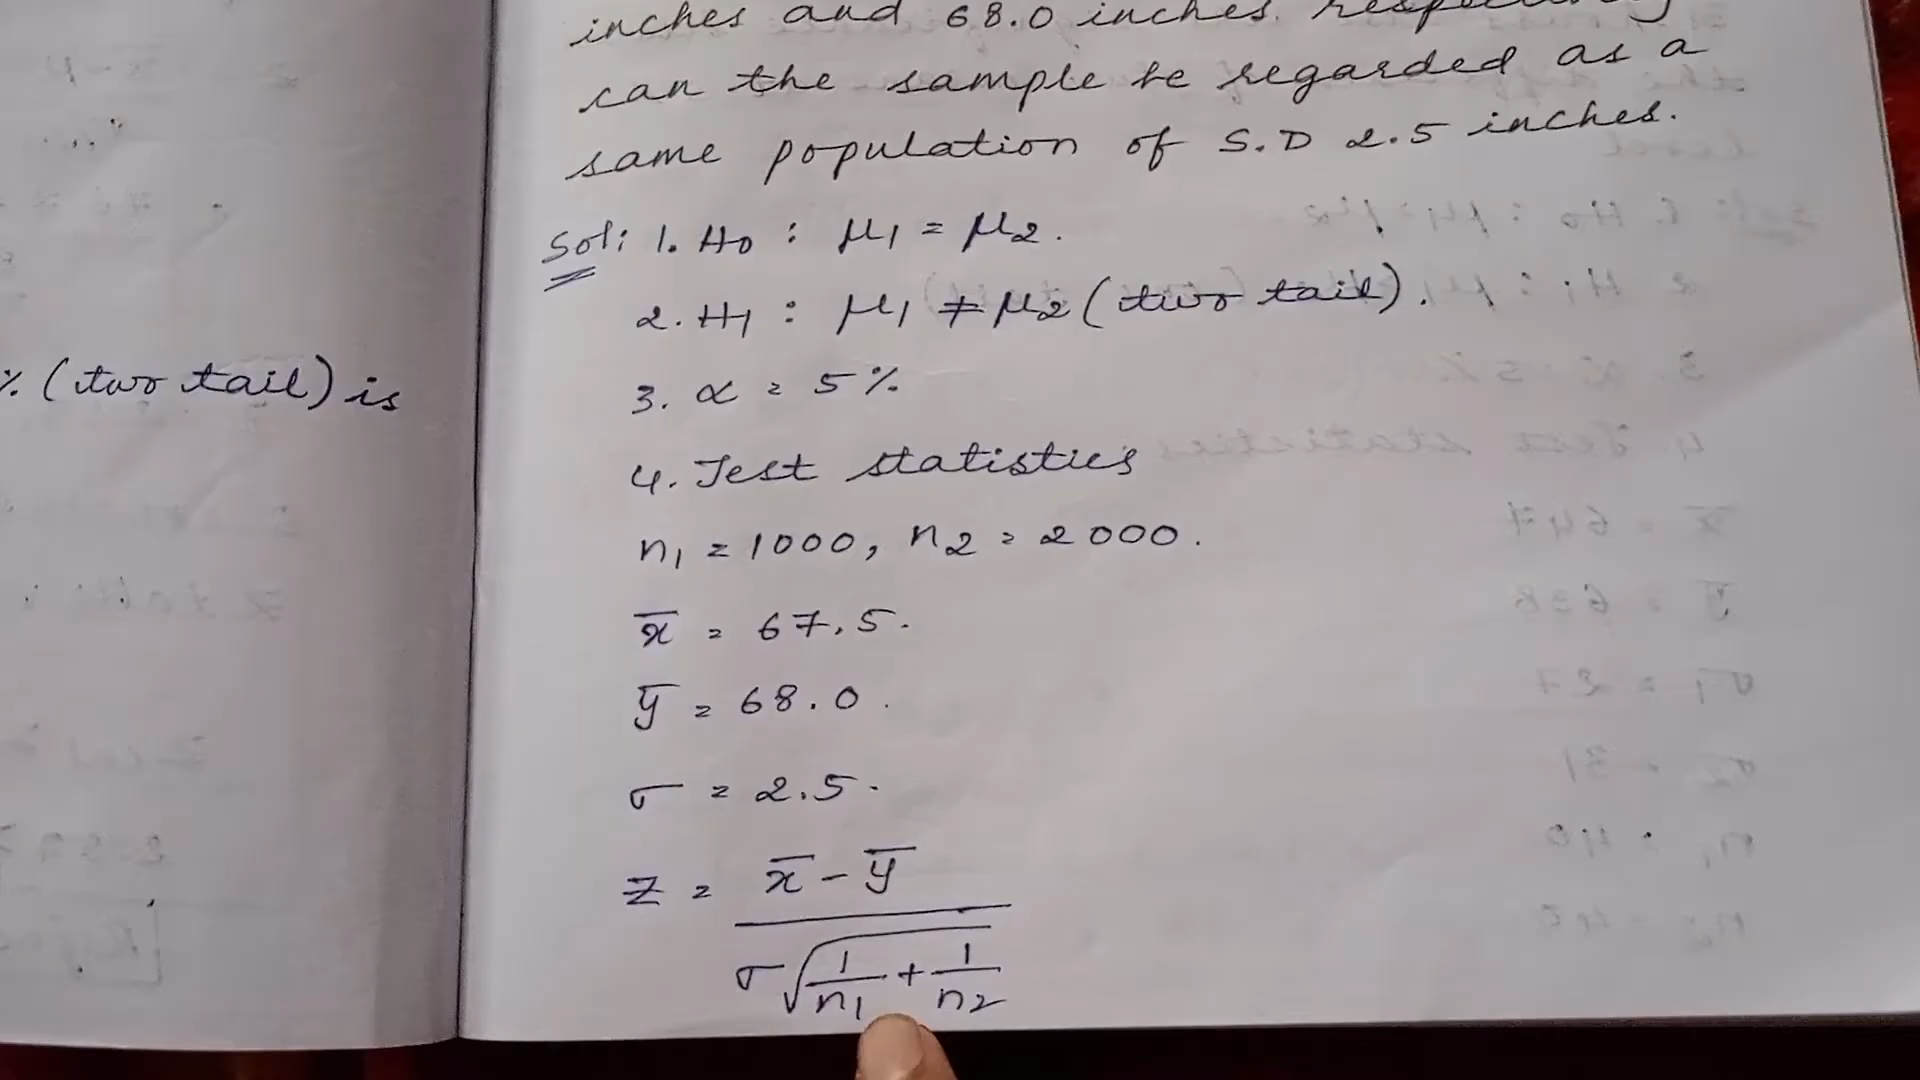 % (two tail) is
inches and 68.0 inches.
can the sample be regarded as a
same population of S.D 2.5 inches.
Sol: 1. H0 : μ1 = μ2.
2. H1 : μ1 ≠ μ2 (two tail).
3. α = 5%
4. Test statistics
n1 = 1000, n2 = 2000.
x̄ = 67.5.
ȳ = 68.0.
σ = 2.5.
z = x̄ - ȳ
σ√1/n1 + 1/n2